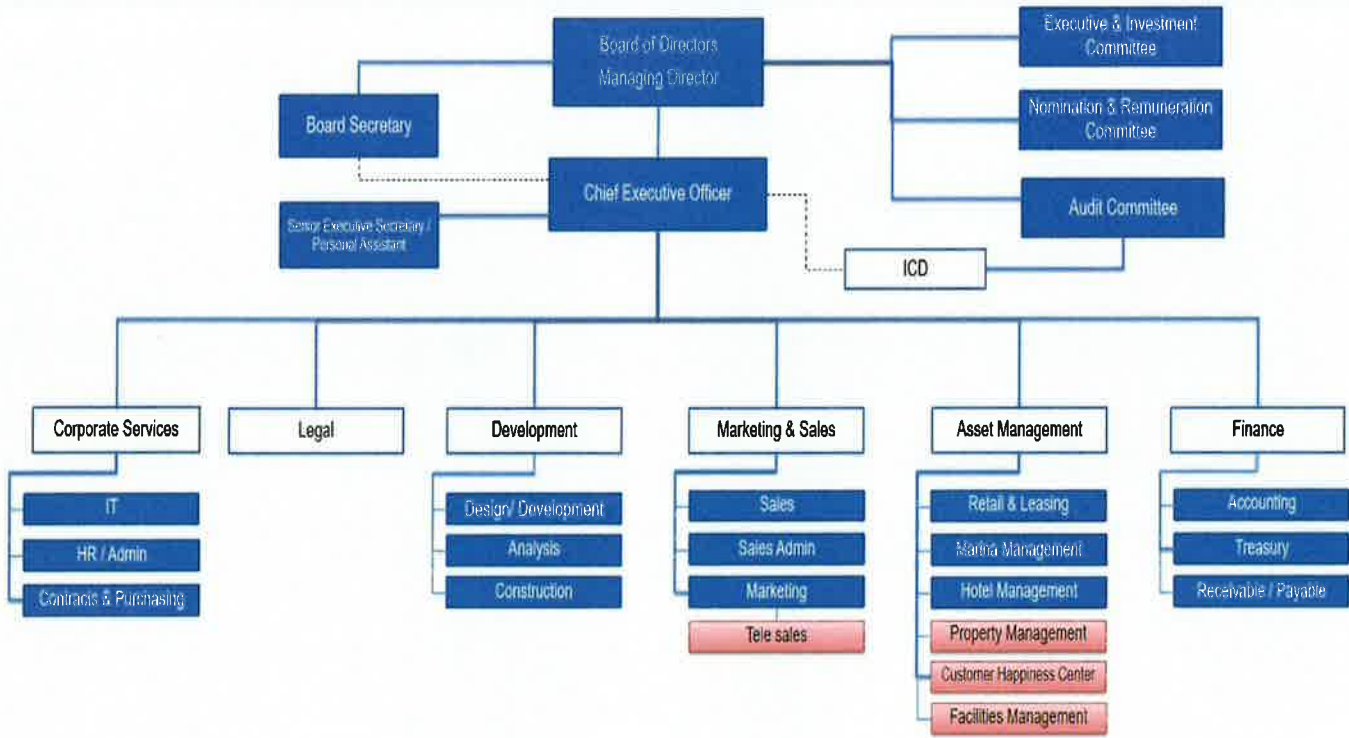 Board of Directors
Managing Director
Executive & Investment
Committee
Board Secretary
Nomination & Remuneration
Committee
Chief Executive Officer
Audit Committee
Senior Executive Secretary /
Personal Assistant
ICD
Corporate Services
Legal
Development
Marketing & Sales
Asset Management
Finance
IT
HR / Admin
Contracts & Purchasing
Design/ Development
Analysis
Construction
Sales
Sales Admin
Marketing
Tele sales
Retail & Leasing
Marina Management
Hotel Management
Property Management
Customer Happiness Center
Facilities Management
Accounting
Treasury
Receivable / Payable